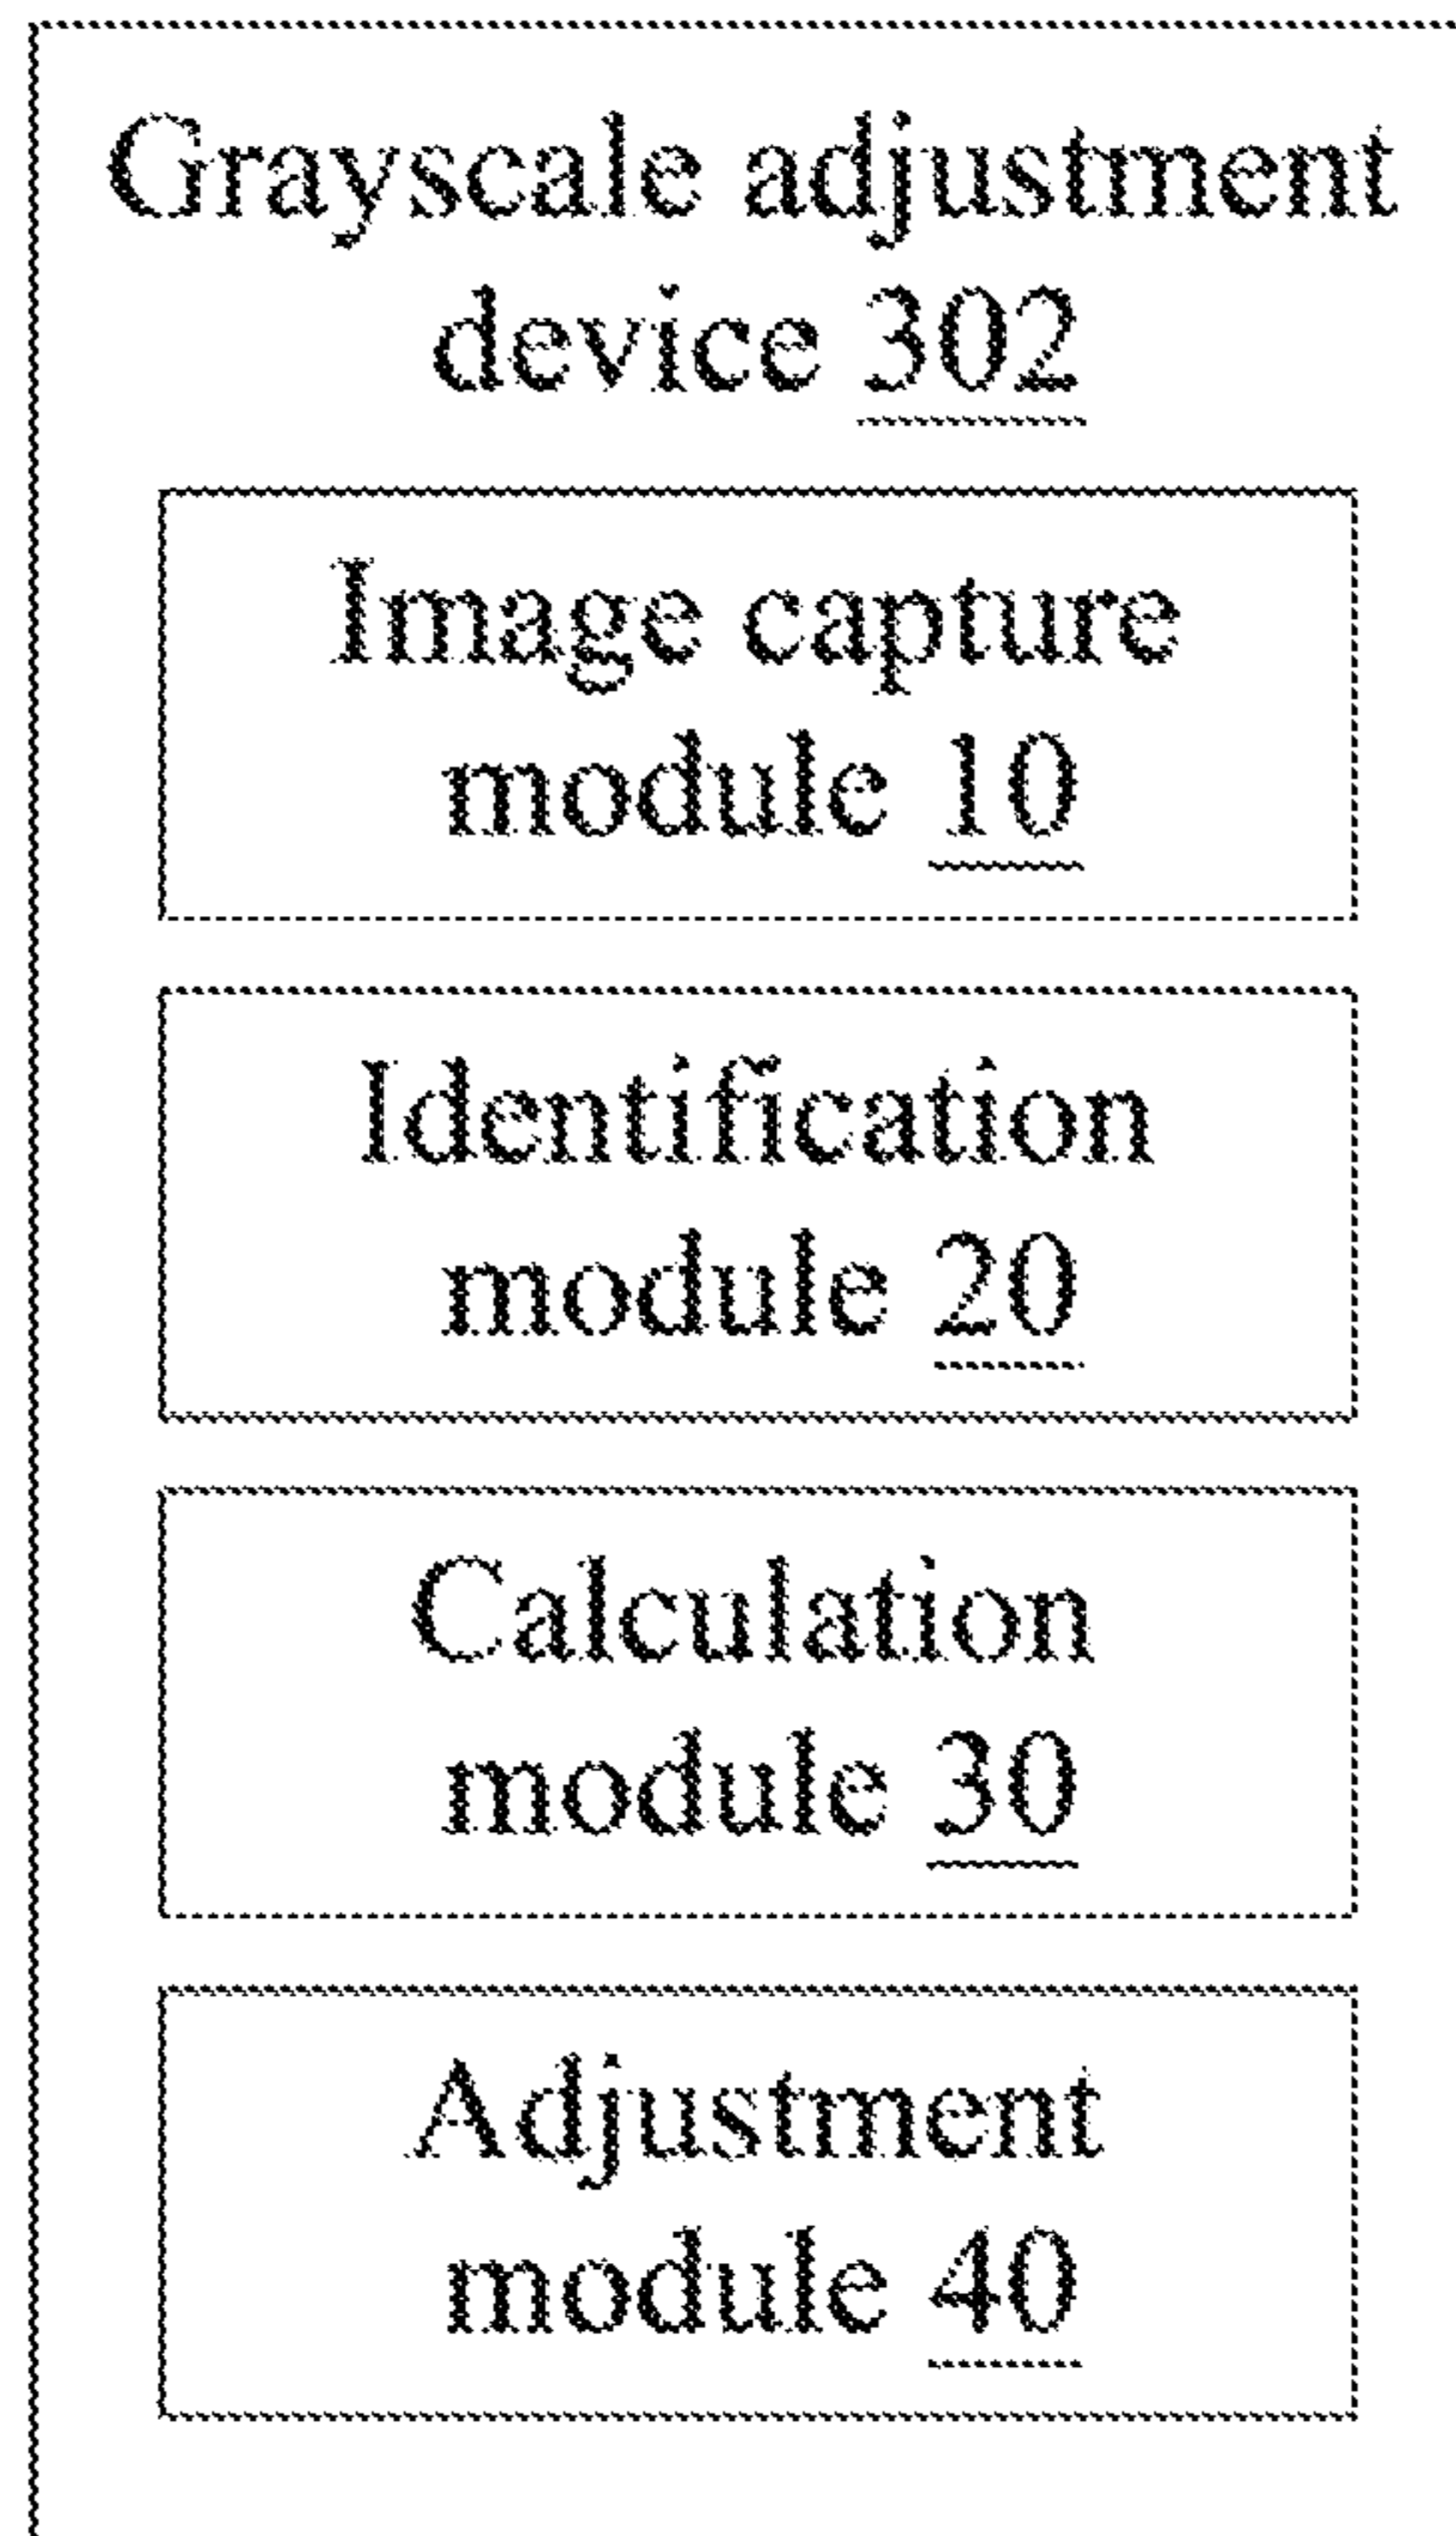 Grayscale adjustment
device 302
Image capture
module 10
Identification
module 20
Calculation
module 30
Adjustment
module 40